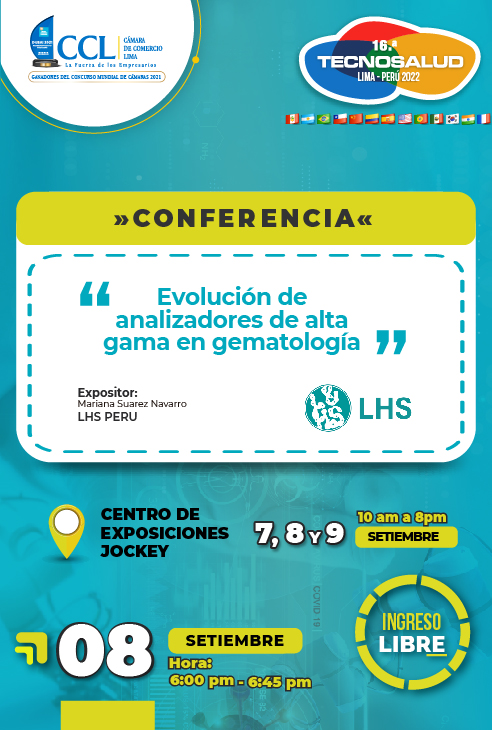 CCL
CÁMARA
DE COMERCIO
LIMA
La Fuerza de los Empresarios
GANADORES DEL CONCURSO MUNDIAL DE CÁMARAS 2021
16.ª
TECNOSALUD
LIMA - PERÚ 2022
»CONFERENCIA«
“ Evolución de
analizadores de alta
gama en gematología ”
Expositor:
Mariana Suarez Navarro
LHS PERU
LHS
CENTRO DE
EXPOSICIONES
JOCKEY
7, 8 Y 9
10 am a 8pm
SETIEMBRE
COVID 19
INGRESO
LIBRE
08
SETIEMBRE
Hora:
6:00 pm - 6:45 pm